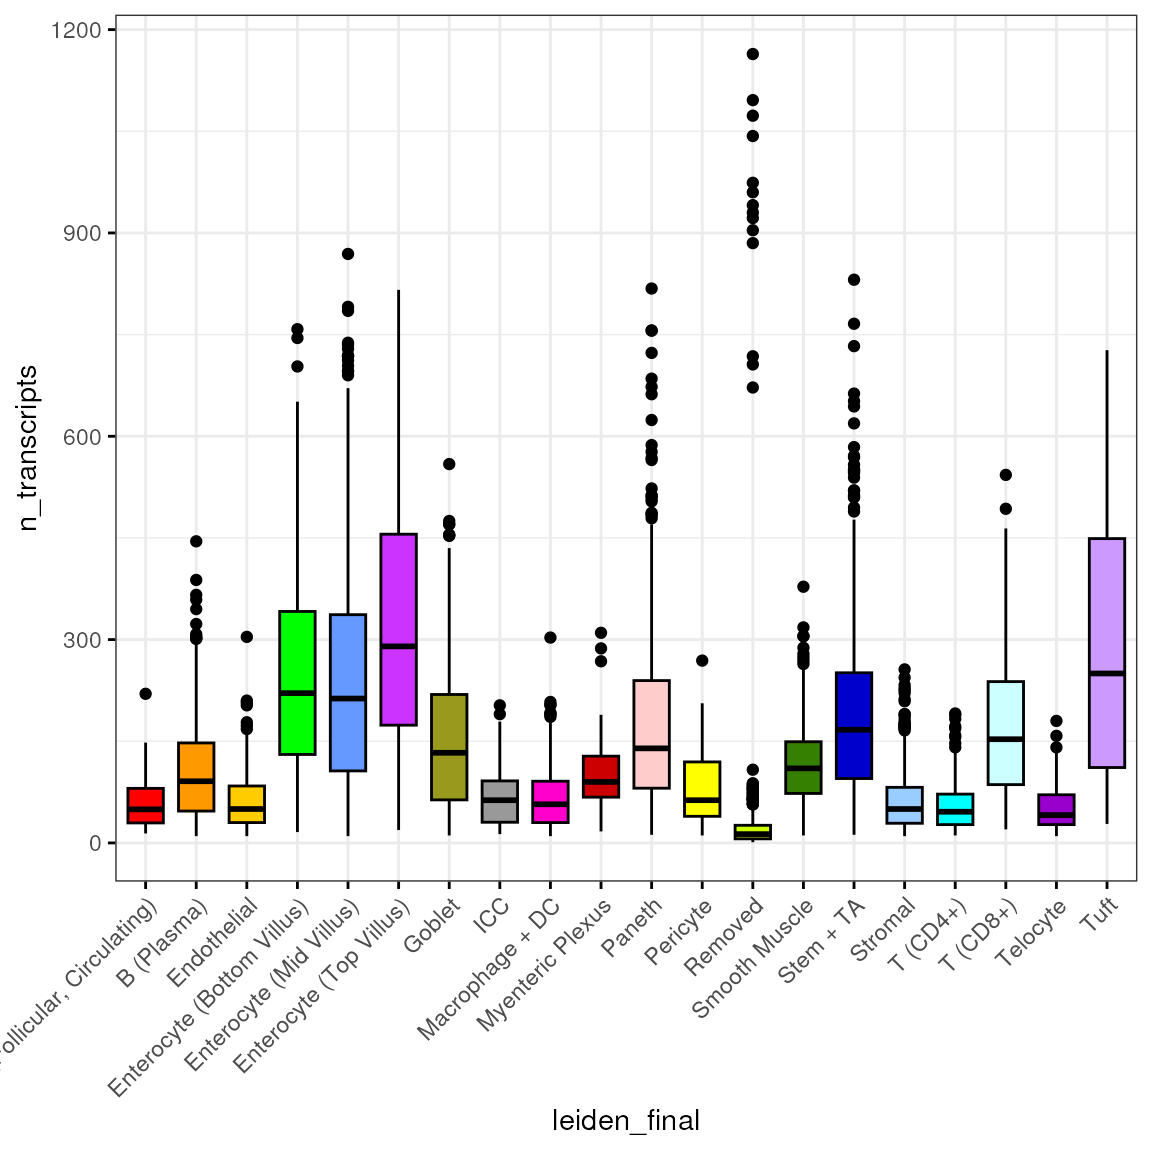 1200
900
600
300
0
n_transcripts
Follicular, Circulating)
B (Plasma)
Endothelial
Enterocyte (Bottom Villus)
Enterocyte (Mid Villus)
Enterocyte (Top Villus)
Goblet
ICC
Macrophage + DC
Myenteric Plexus
Paneth
Pericyte
Removed
Smooth Muscle
Stem + TA
Stromal
T (CD4+)
T (CD8+)
Telocyte
Tuft
leiden_final